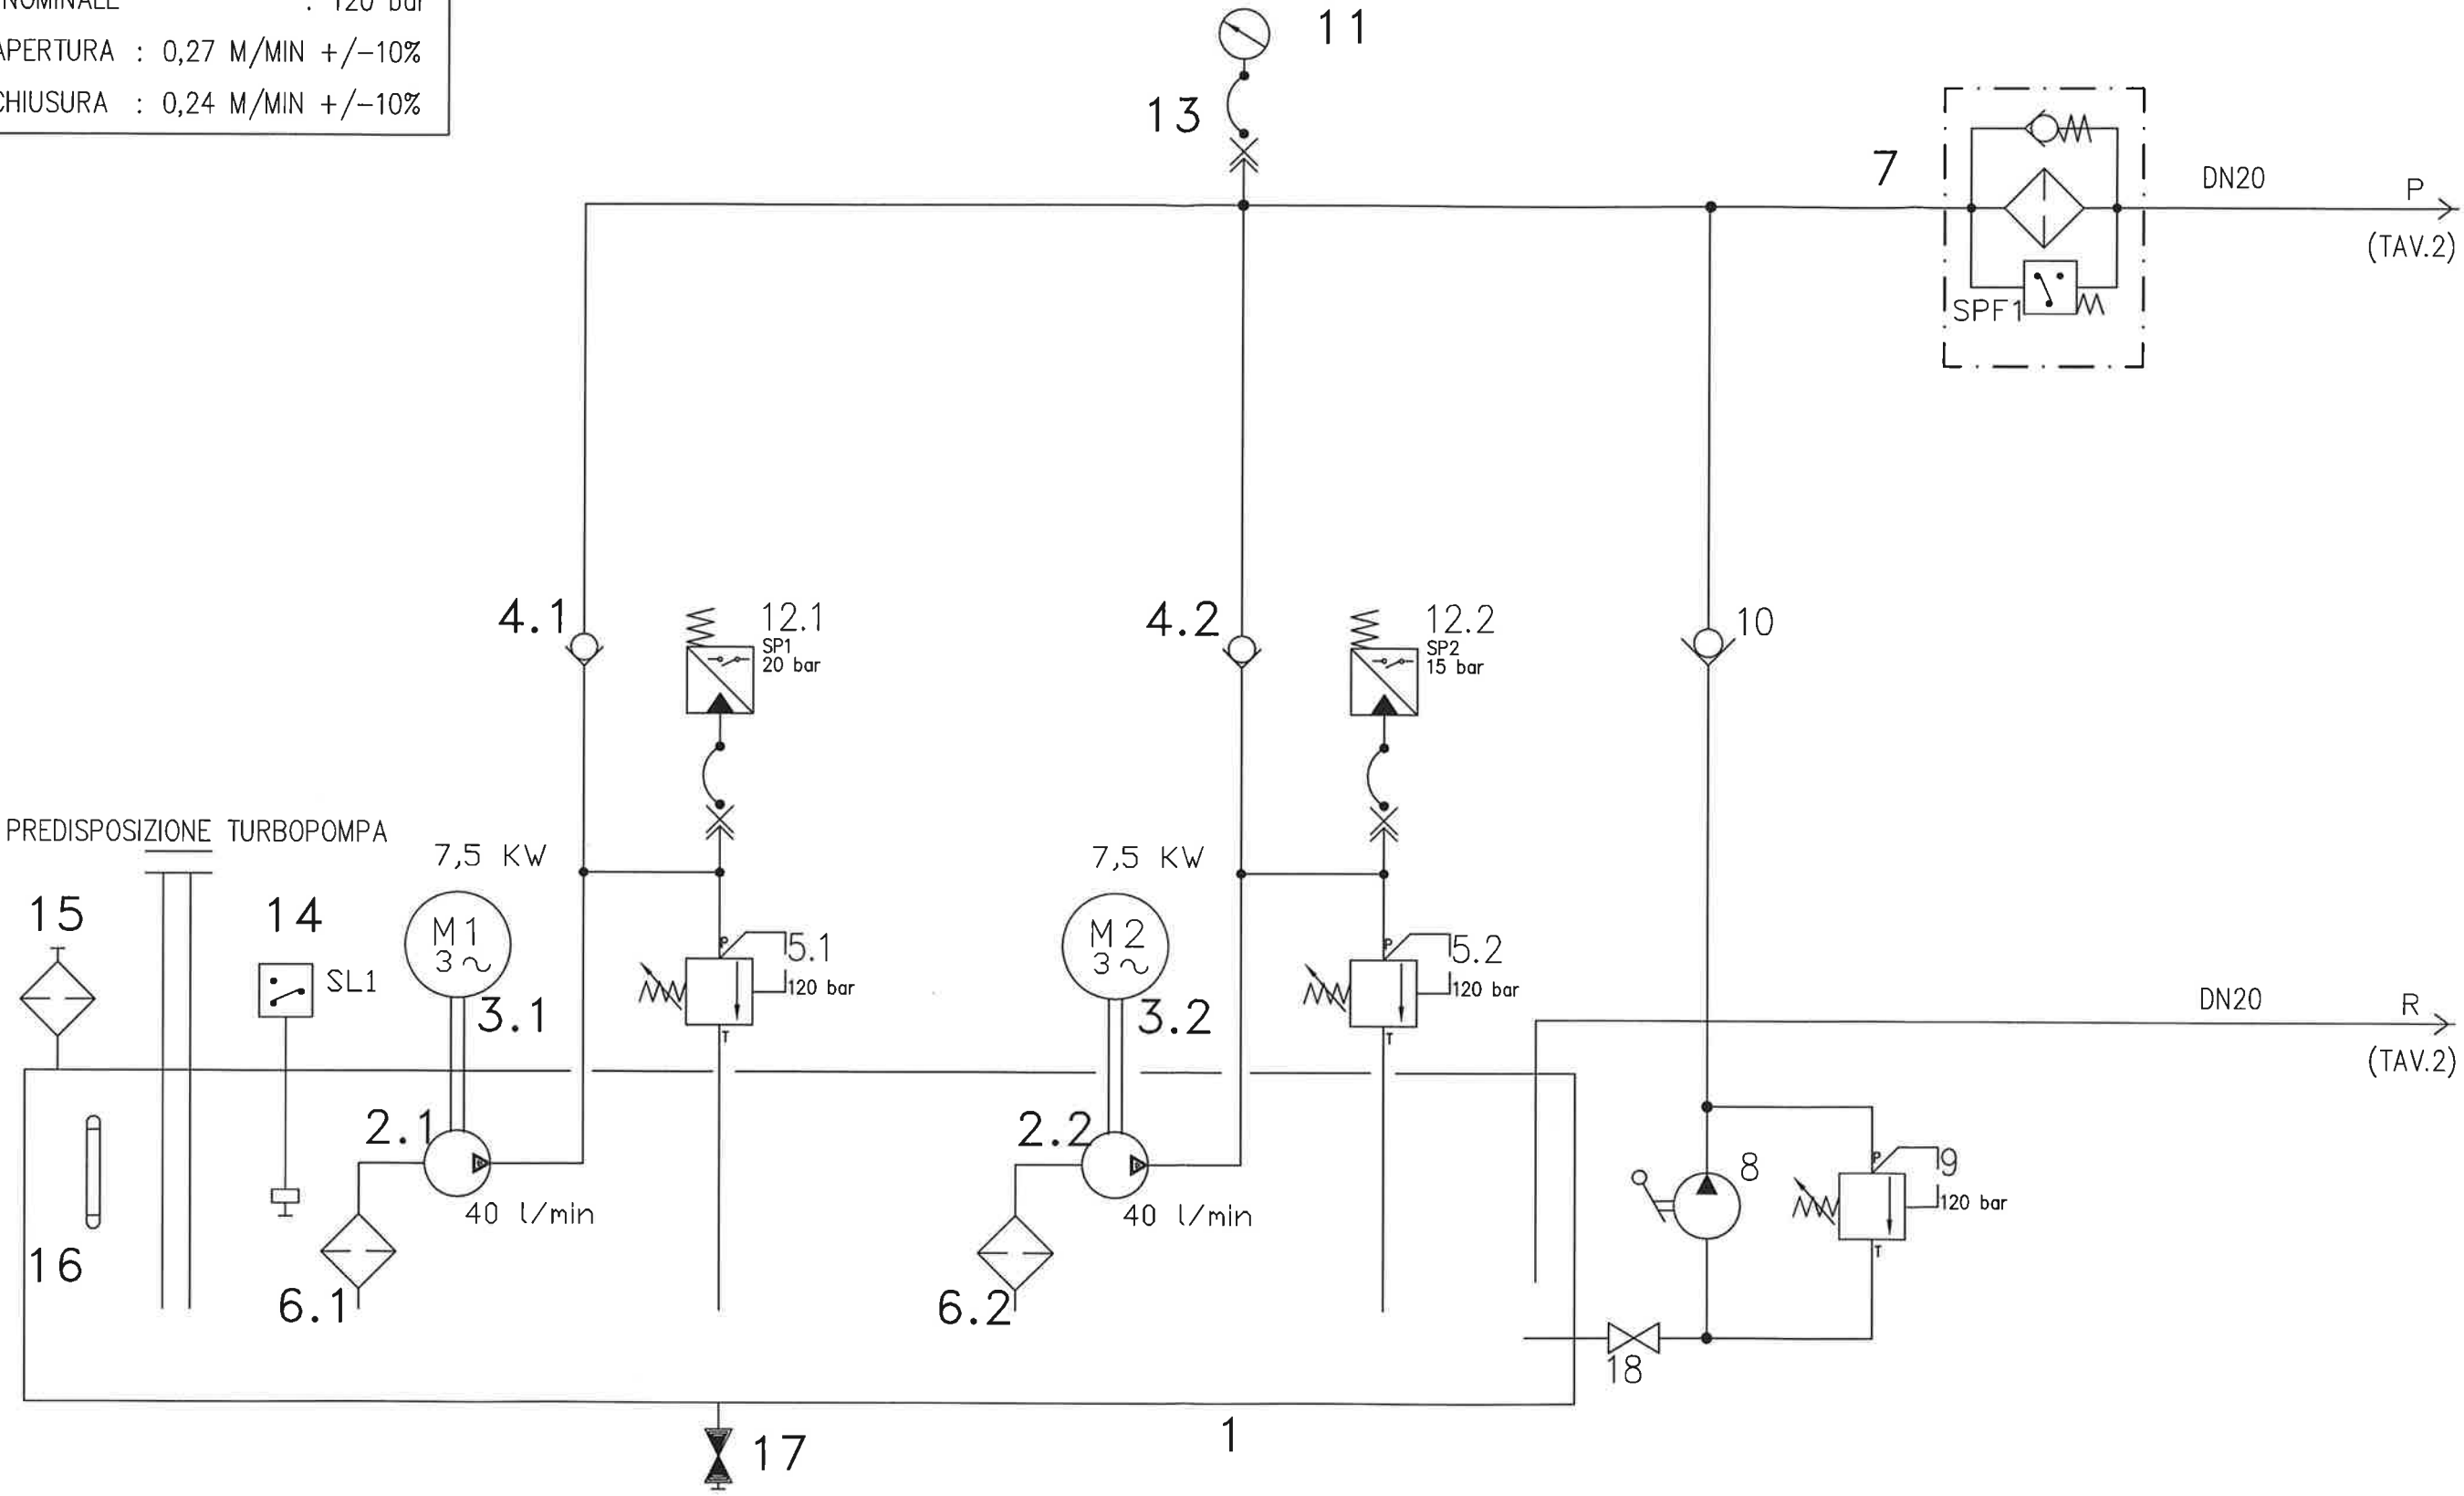 : 120 bar
APERTURA : 0,27 M/MIN +/-10%
CHIUSURA : 0,24 M/MIN +/-10%
11
13
7
DN20
P
(TAV.2)
SPF1
4.1
12.1
SP1
20 bar
4.2
12.2
SP2
15 bar
10
PREDISPOSIZIONE TURBOPOMPA
7,5 KW
7,5 KW
15
14
SL1
M1
3~
3.1
P
5.1
120 bar
T
M2
3~
3.2
P
5.2
120 bar
T
DN20
R
(TAV.2)
2.1
40 l/min
2.2
40 l/min
8
P
9
120 bar
T
16
6.1
6.2
18
17
1